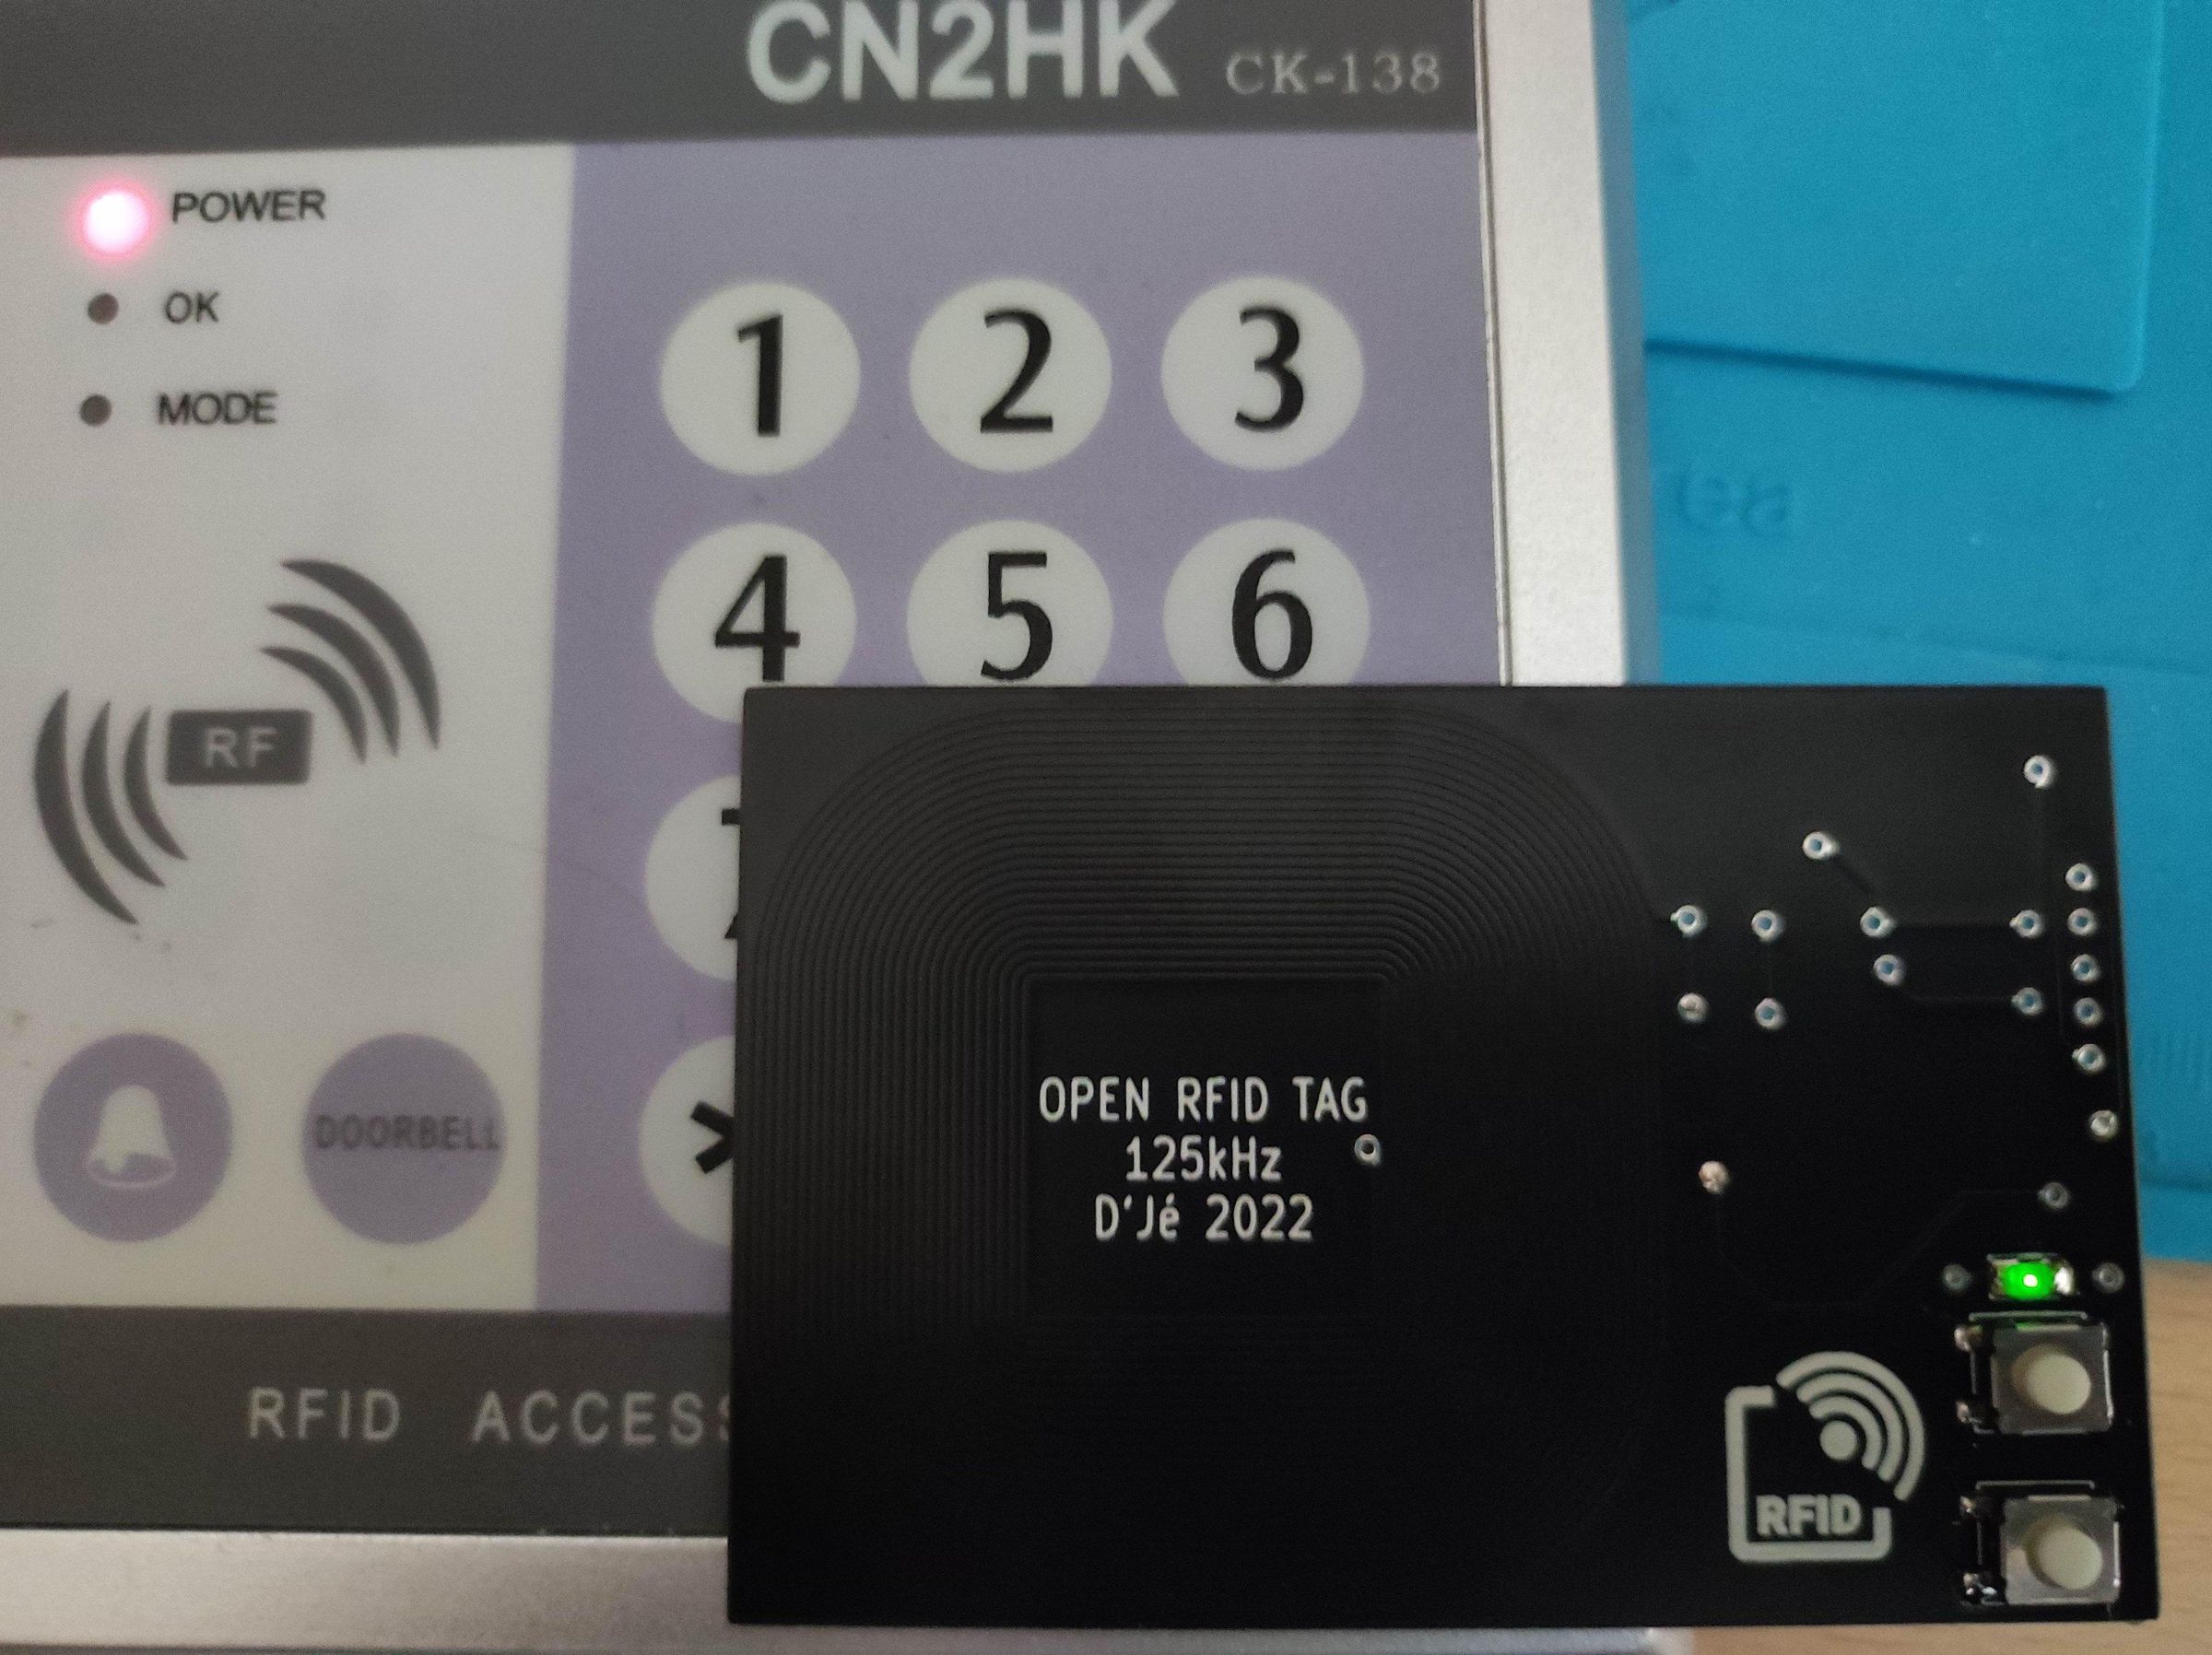 CN2HK CK-138
POWER
OK
MODE
1 2 3
4 5 6
RF
DOORBELL
RFID ACCESS
OPEN RFID TAG
125kHz
D'Jé 2022
RFID